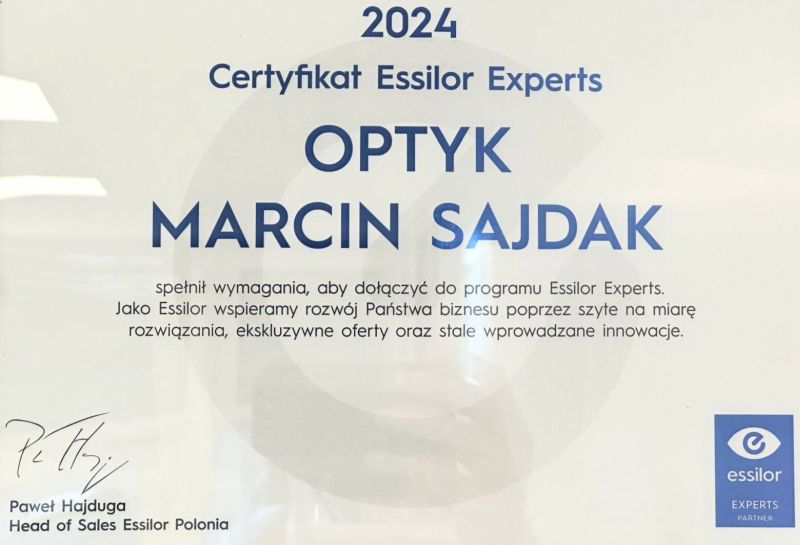 2024
Certyfikat Essilor Experts
OPTYK
MARCIN SAJDAK
spełnił wymagania, aby dołączyć do programu Essilor Experts.
Jako Essilor wspieramy rozwój Państwa biznesu poprzez szyte na miarę
rozwiązania, ekskluzywne oferty oraz stale wprowadzane innowacje.
Paweł Hajduga
Head of Sales Essilor Polonia
essilor
EXPERTS
PARTNER